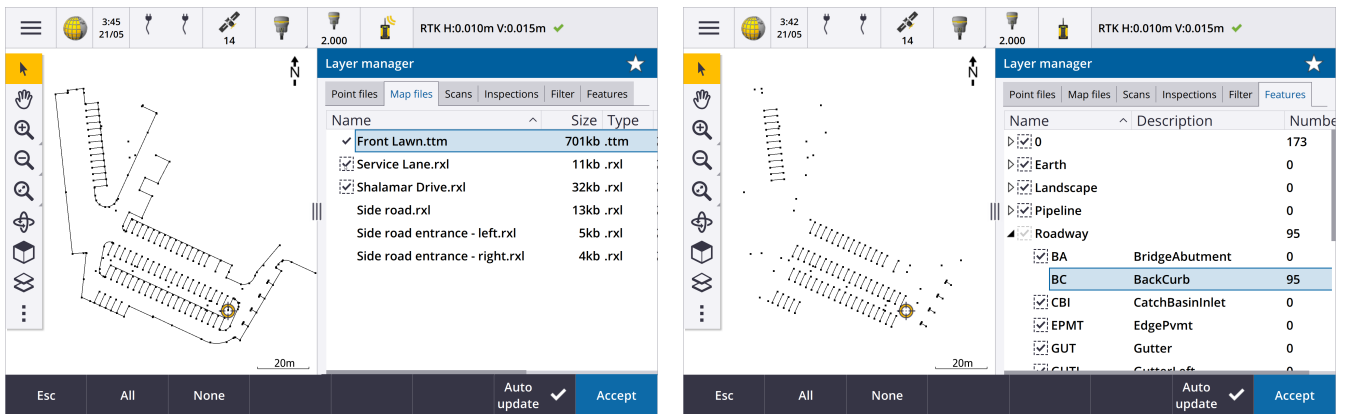 3:45
21/05
14
2.000
RTK H:0.010m V:0.015m
N
20m
Layer manager
Point files Map files Scans Inspections Filter Features
Name Size Type
Front Lawn.ttm 701kb .ttm
Service Lane.rxl 11kb .rxl
Shalamar Drive.rxl 32kb .rxl
Side road.rxl 13kb .rxl
Side road entrance - left.rxl 5kb .rxl
Side road entrance - right.rxl 4kb .rxl
Esc All None Auto update Accept
3:42
21/05
14
2.000
RTK H:0.010m V:0.015m
N
20m
Layer manager
Point files Map files Scans Inspections Filter Features
Name Description Numbe
0 173
Earth 0
Landscape 0
Pipeline 0
Roadway 95
BA BridgeAbutment 0
BC BackCurb 95
CBI CatchBasinInlet 0
EPMT EdgePvmt 0
GUT Gutter 0
GUTL GutterLeft 0
Esc All None Auto update Accept